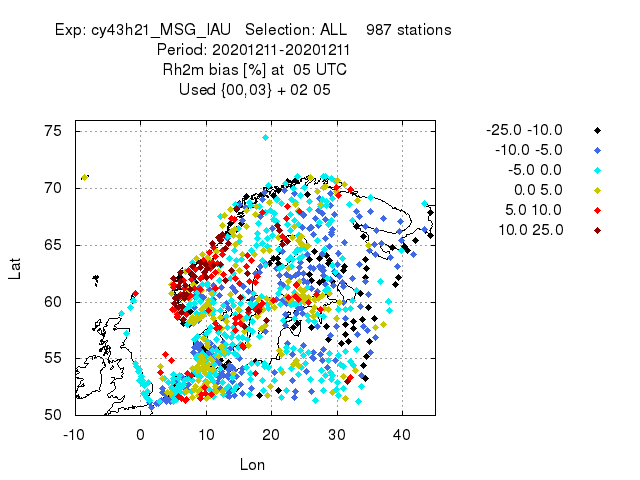 Exp: cy43h21_MSG_IAU Selection: ALL 987 stations
Period: 20201211-20201211
Rh2m bias [%] at 05 UTC
Used {00,03} + 02 05
-25.0 -10.0
-10.0 -5.0
-5.0 0.0
0.0 5.0
5.0 10.0
10.0 25.0
75
70
65
60
55
50
Lat
-10 0 10 20 30 40
Lon